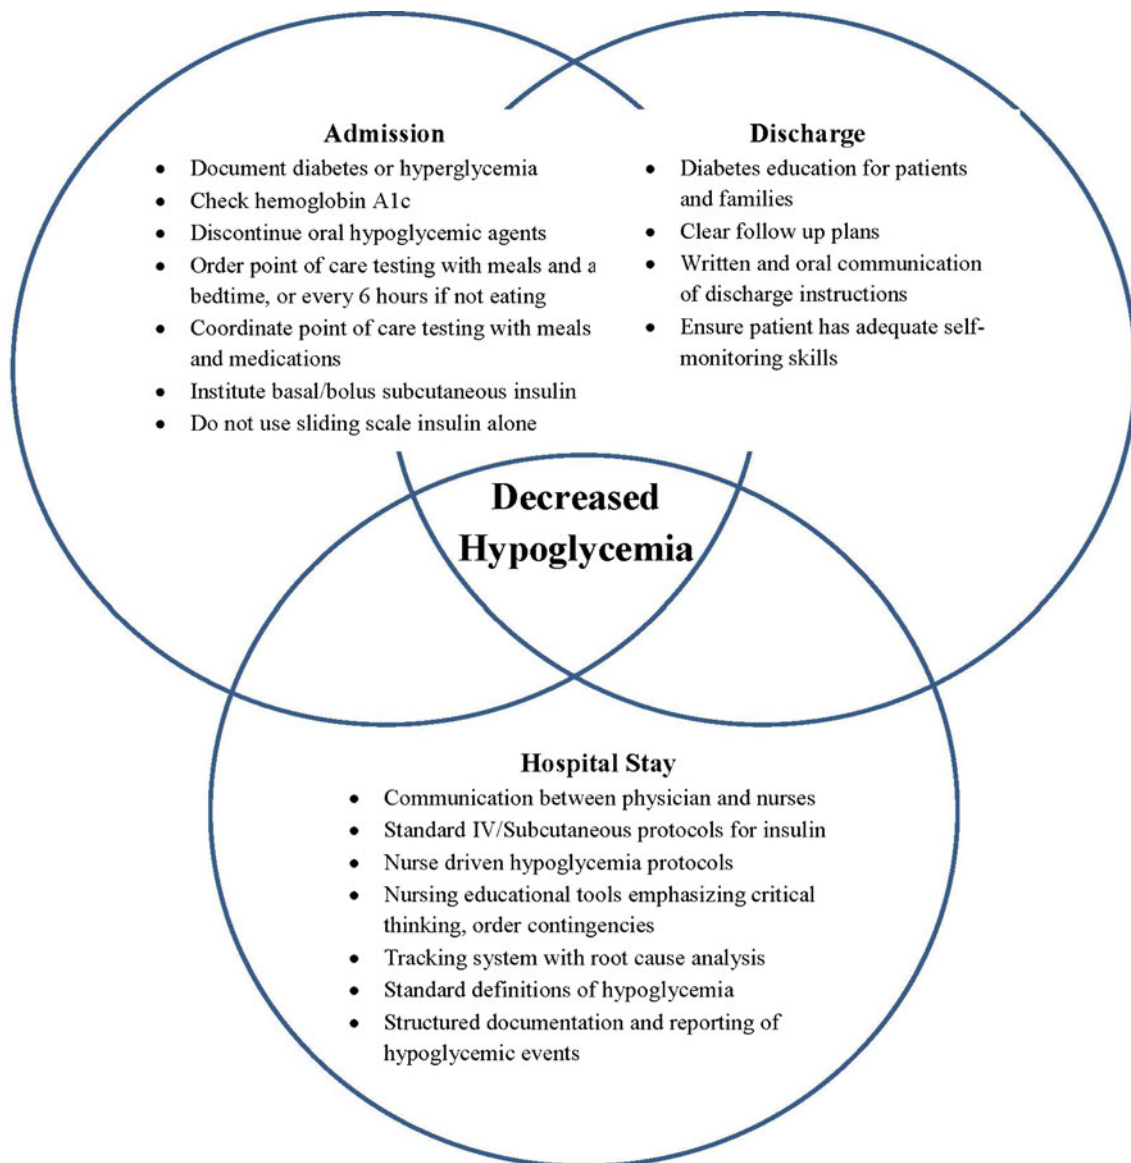 Admission
• Document diabetes or hyperglycemia
• Check hemoglobin A1c
• Discontinue oral hypoglycemic agents
• Order point of care testing with meals and a
bedtime, or every 6 hours if not eating
• Coordinate point of care testing with meals
and medications
• Institute basal/bolus subcutaneous insulin
• Do not use sliding scale insulin alone
Discharge
• Diabetes education for patients
and families
• Clear follow up plans
• Written and oral communication
of discharge instructions
• Ensure patient has adequate self-
monitoring skills
Decreased
Hypoglycemia
Hospital Stay
• Communication between physician and nurses
• Standard IV/Subcutaneous protocols for insulin
• Nurse driven hypoglycemia protocols
• Nursing educational tools emphasizing critical
thinking, order contingencies
• Tracking system with root cause analysis
• Standard definitions of hypoglycemia
• Structured documentation and reporting of
hypoglycemic events